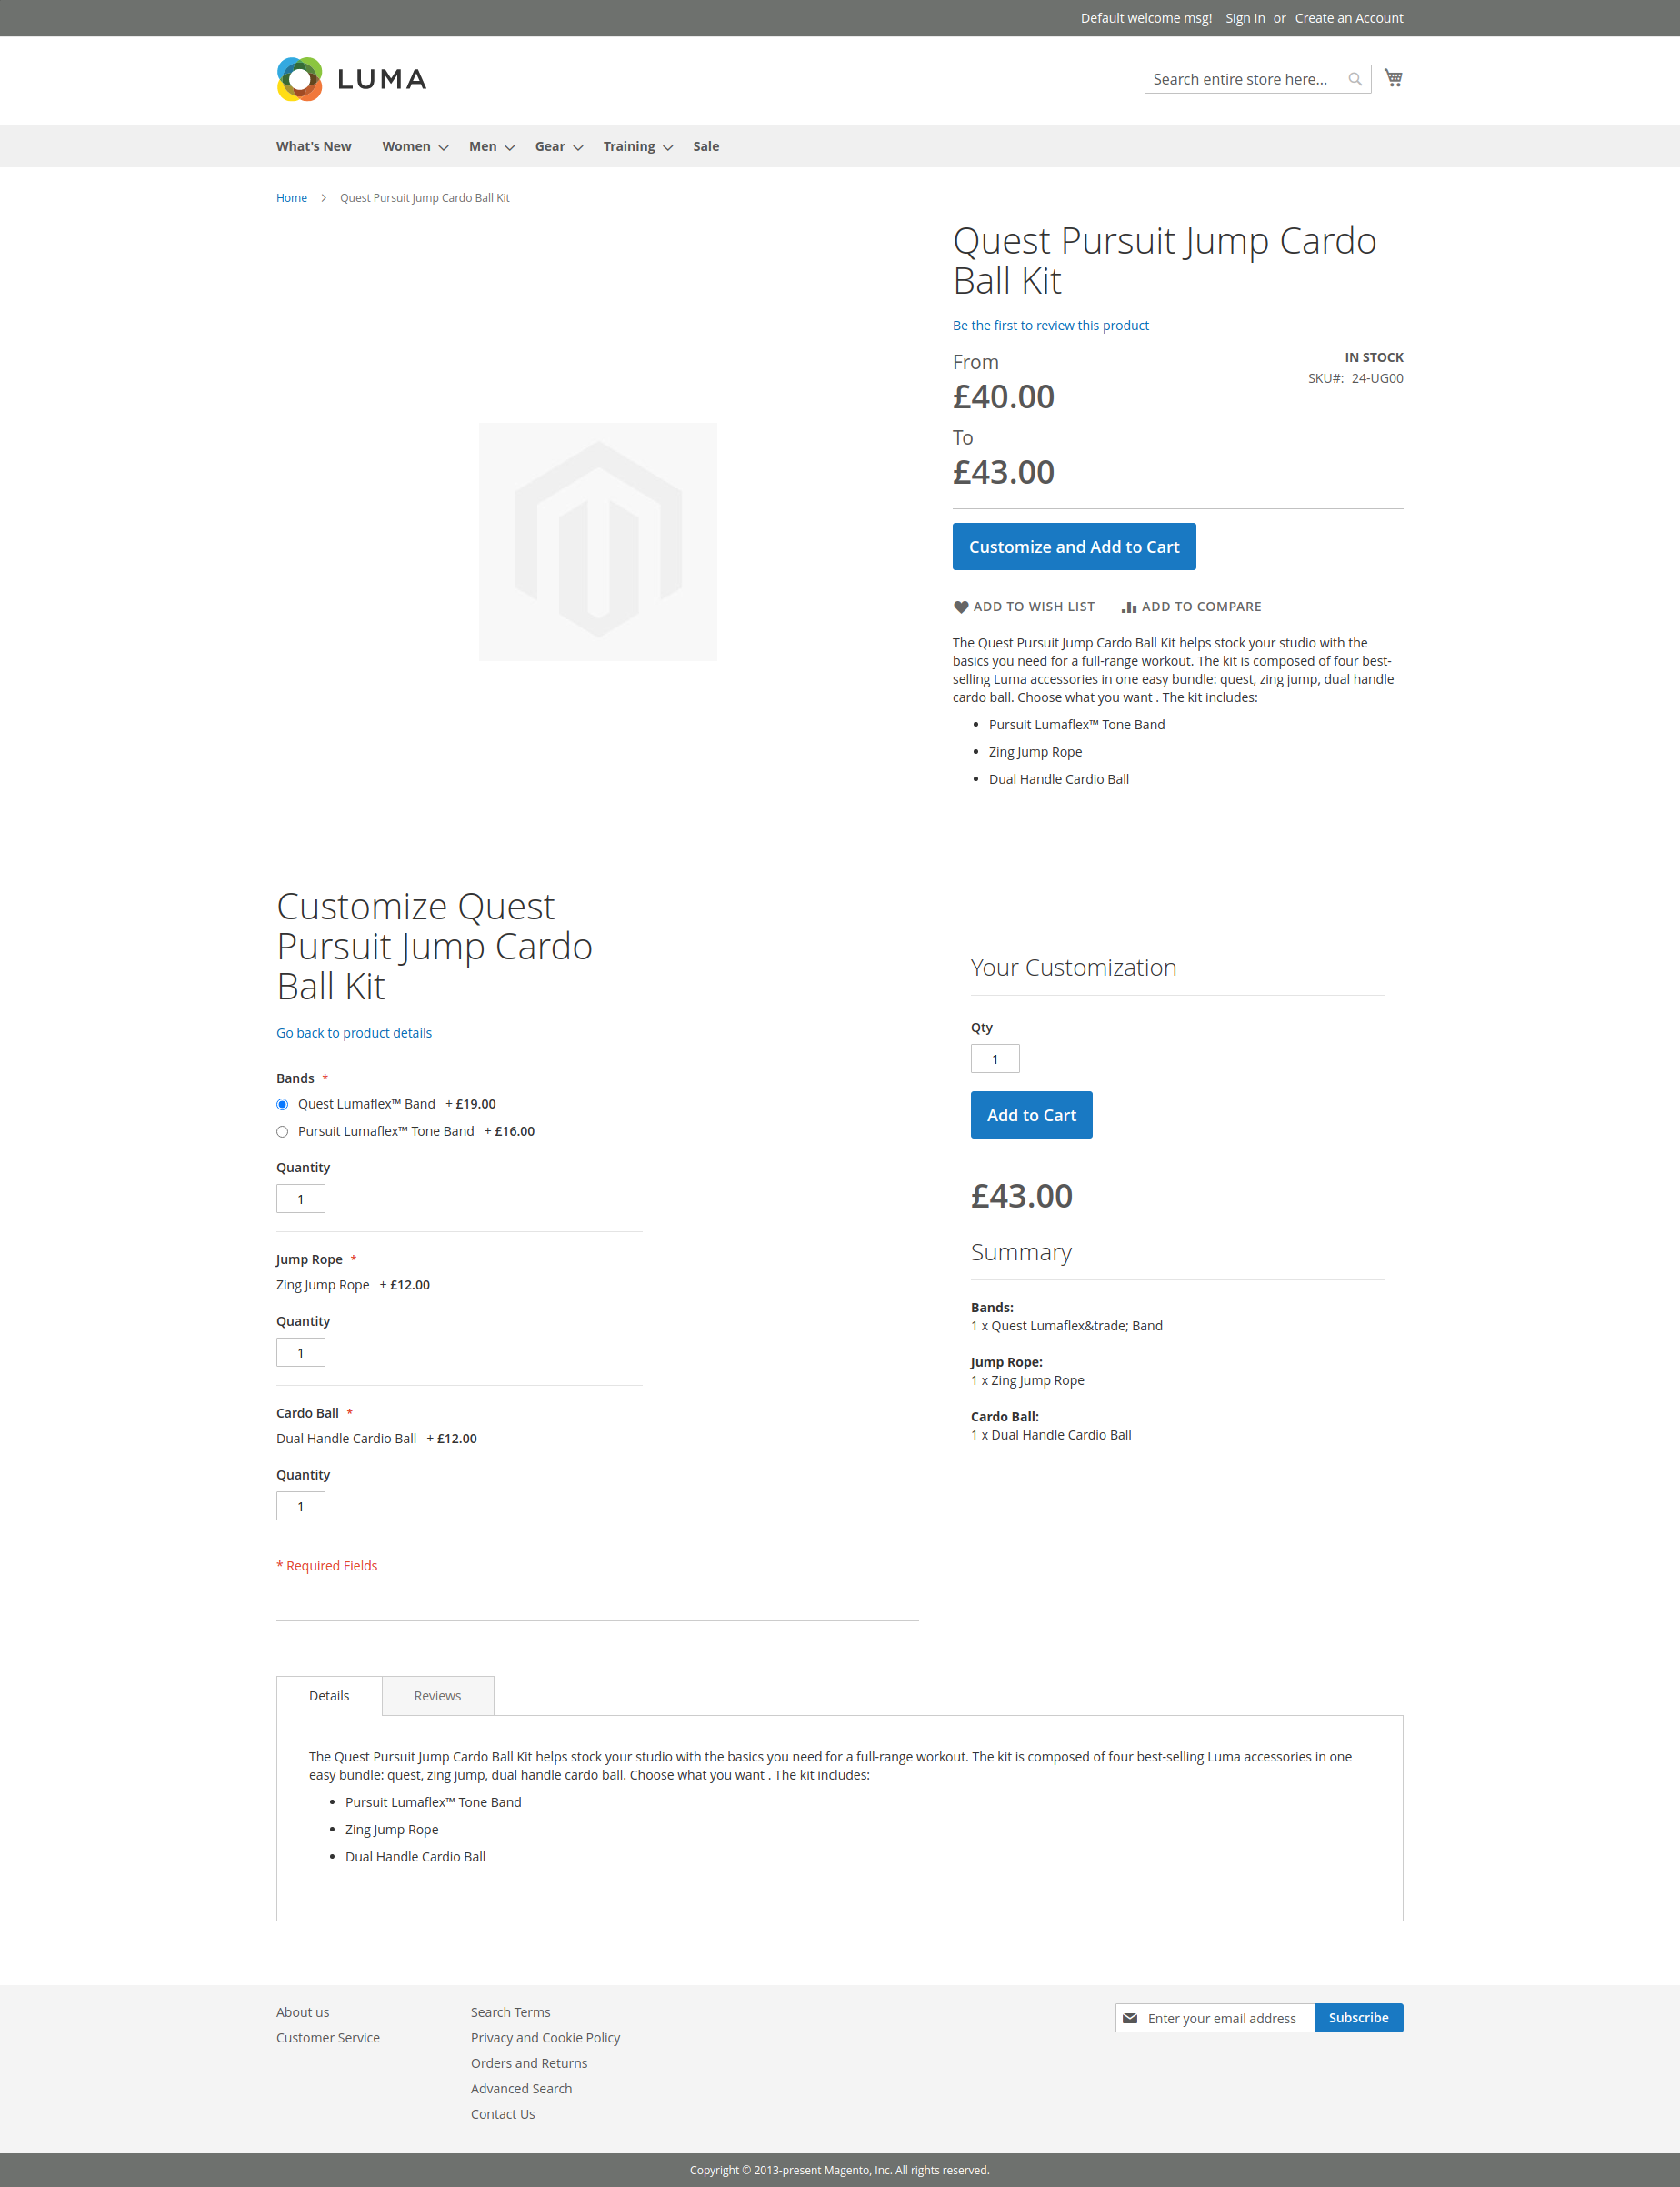 Default welcome msg! Sign In or Create an Account
LUMA
Search entire store here...
What's New Women Men Gear Training Sale
Home > Quest Pursuit Jump Cardo Ball Kit
Quest Pursuit Jump Cardo
Ball Kit
Be the first to review this product
From
£40.00
To
£43.00
IN STOCK
SKU#: 24-UG00
Customize and Add to Cart
ADD TO WISH LIST ADD TO COMPARE
The Quest Pursuit Jump Cardo Ball Kit helps stock your studio with the
basics you need for a full-range workout. The kit is composed of four best-
selling Luma accessories in one easy bundle: quest, zing jump, dual handle
cardo ball. Choose what you want . The kit includes:
• Pursuit Lumaflex™ Tone Band
• Zing Jump Rope
• Dual Handle Cardio Ball
Customize Quest
Pursuit Jump Cardo
Ball Kit
Go back to product details
Bands *
Quest Lumaflex™ Band + £19.00
Pursuit Lumaflex™ Tone Band + £16.00
Quantity
1
Jump Rope *
Zing Jump Rope + £12.00
Quantity
1
Cardo Ball *
Dual Handle Cardio Ball + £12.00
Quantity
1
* Required Fields
Your Customization
Qty
1
Add to Cart
£43.00
Summary
Bands:
1 x Quest Lumaflex&trade; Band
Jump Rope:
1 x Zing Jump Rope
Cardo Ball:
1 x Dual Handle Cardio Ball
Details Reviews
The Quest Pursuit Jump Cardo Ball Kit helps stock your studio with the basics you need for a full-range workout. The kit is composed of four best-selling Luma accessories in one
easy bundle: quest, zing jump, dual handle cardo ball. Choose what you want . The kit includes:
• Pursuit Lumaflex™ Tone Band
• Zing Jump Rope
• Dual Handle Cardio Ball
About us
Customer Service
Search Terms
Privacy and Cookie Policy
Orders and Returns
Advanced Search
Contact Us
Enter your email address Subscribe
Copyright © 2013-present Magento, Inc. All rights reserved.